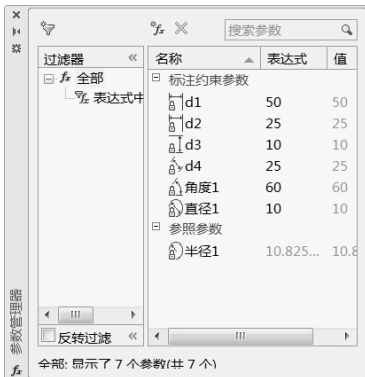 搜索参数
过滤器
全部
表达式中
名称 表达式 值
标注约束参数
d1 50 50
d2 25 25
d3 10 10
d4 25 25
角度1 60 60
直径1 10 10
参照参数
半径1 10.825... 10.8
反转过滤
参数管理器
全部: 显示了 7 个参数(共 7 个)